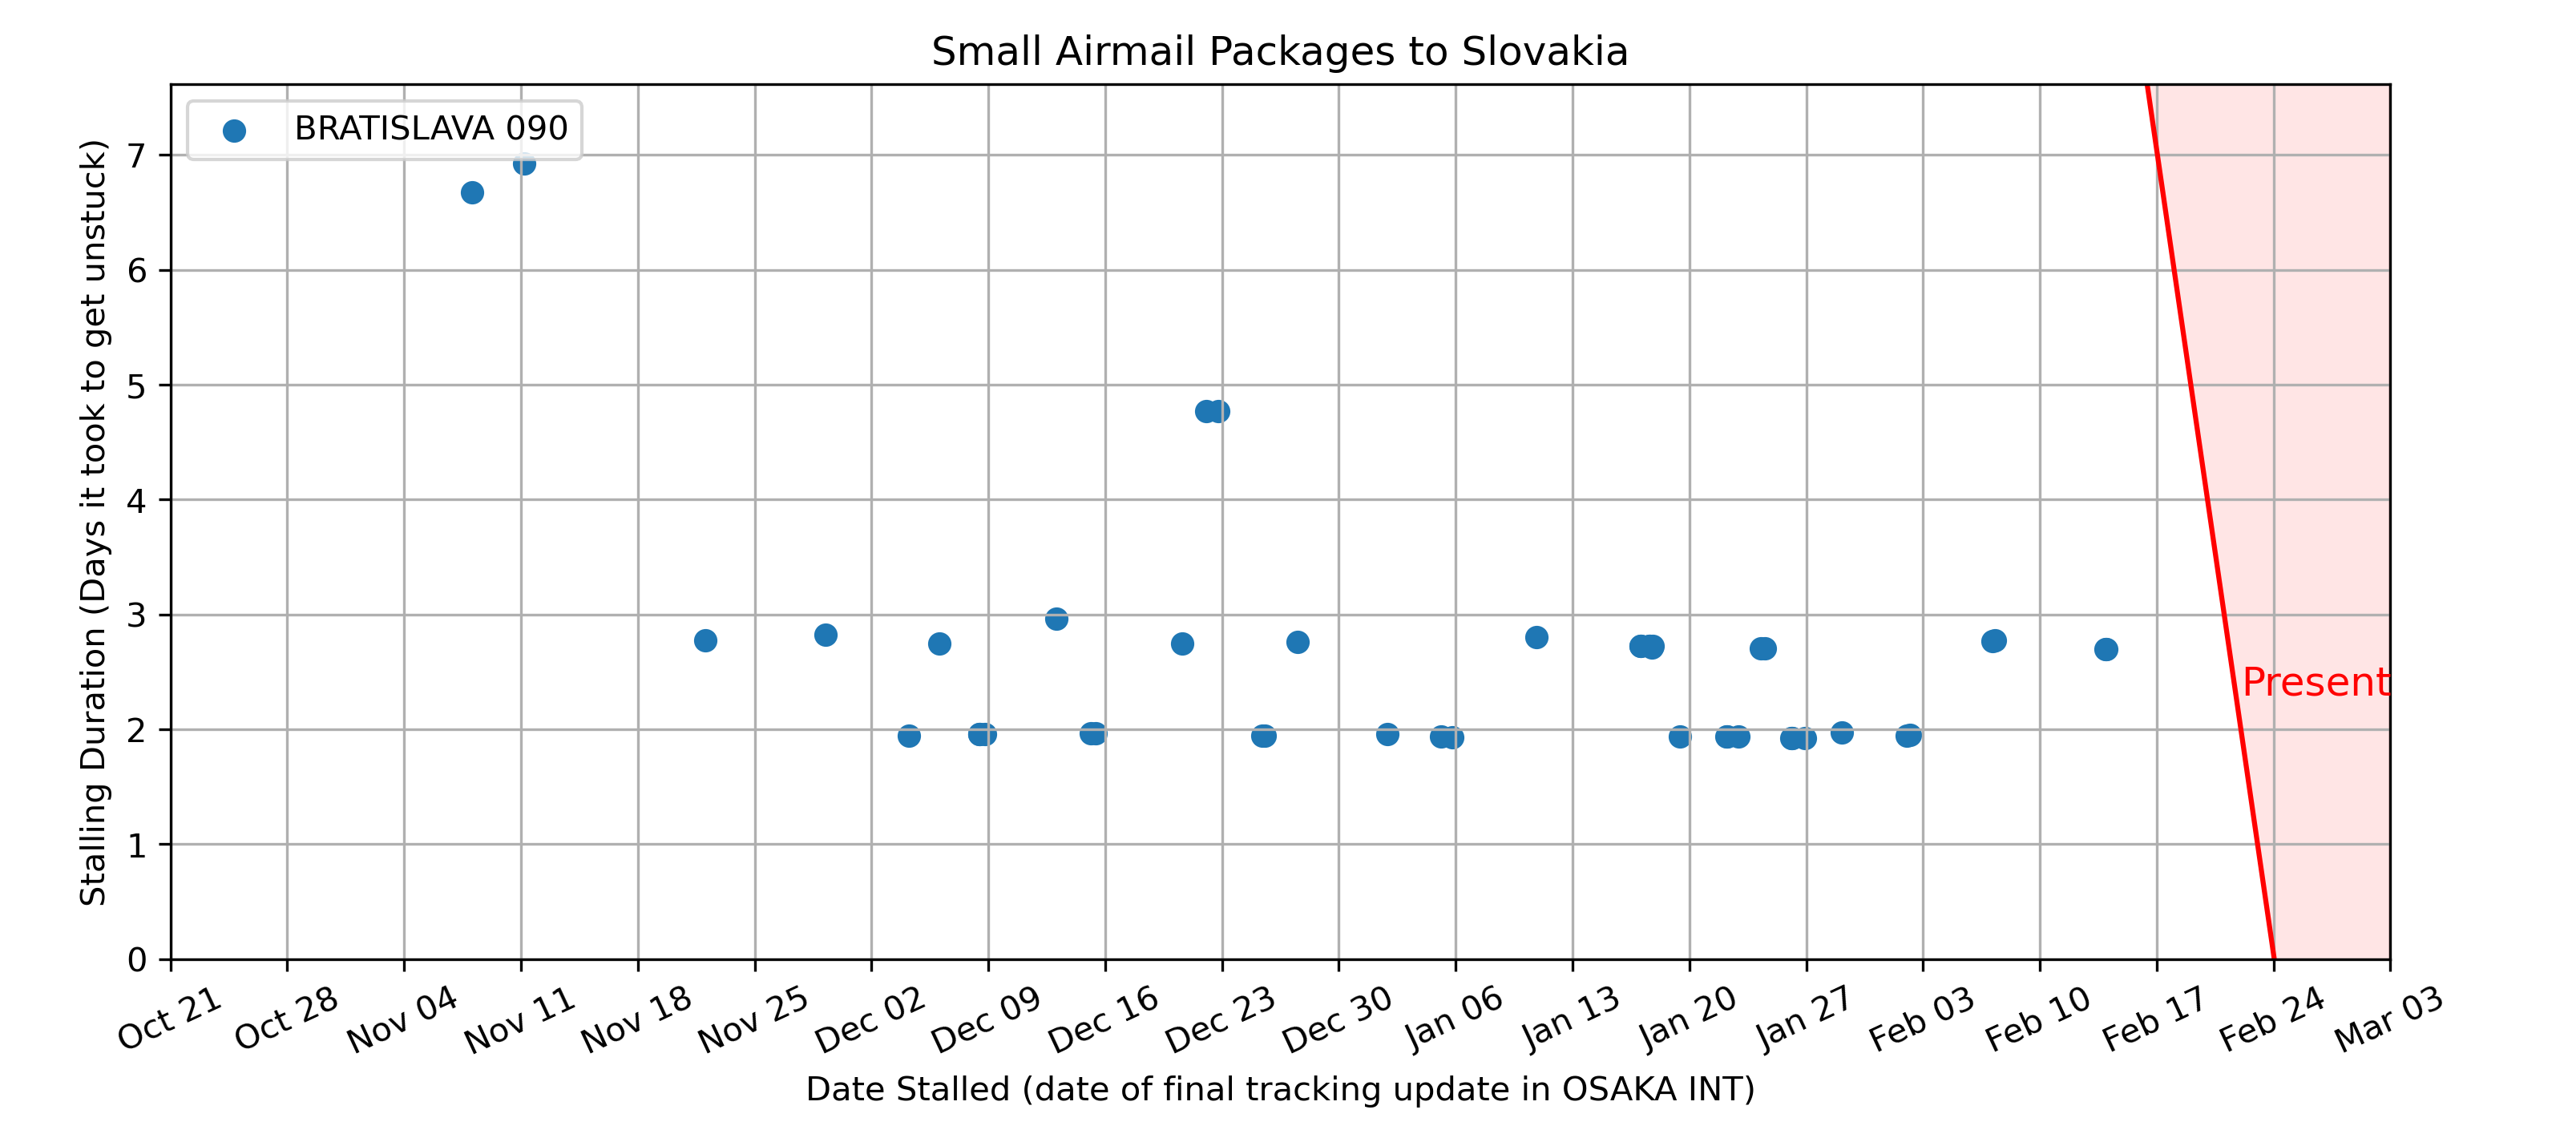 Small Airmail Packages to Slovakia
BRATISLAVA 090
Stalling Duration (Days it took to get unstuck)
7
6
5
4
3
2
1
0
Present
Oct 21
Oct 28
Nov 04
Nov 11
Nov 18
Nov 25
Dec 02
Dec 09
Dec 16
Dec 23
Dec 30
Jan 06
Jan 13
Jan 20
Jan 27
Feb 03
Feb 10
Feb 17
Feb 24
Mar 03
Date Stalled (date of final tracking update in OSAKA INT)